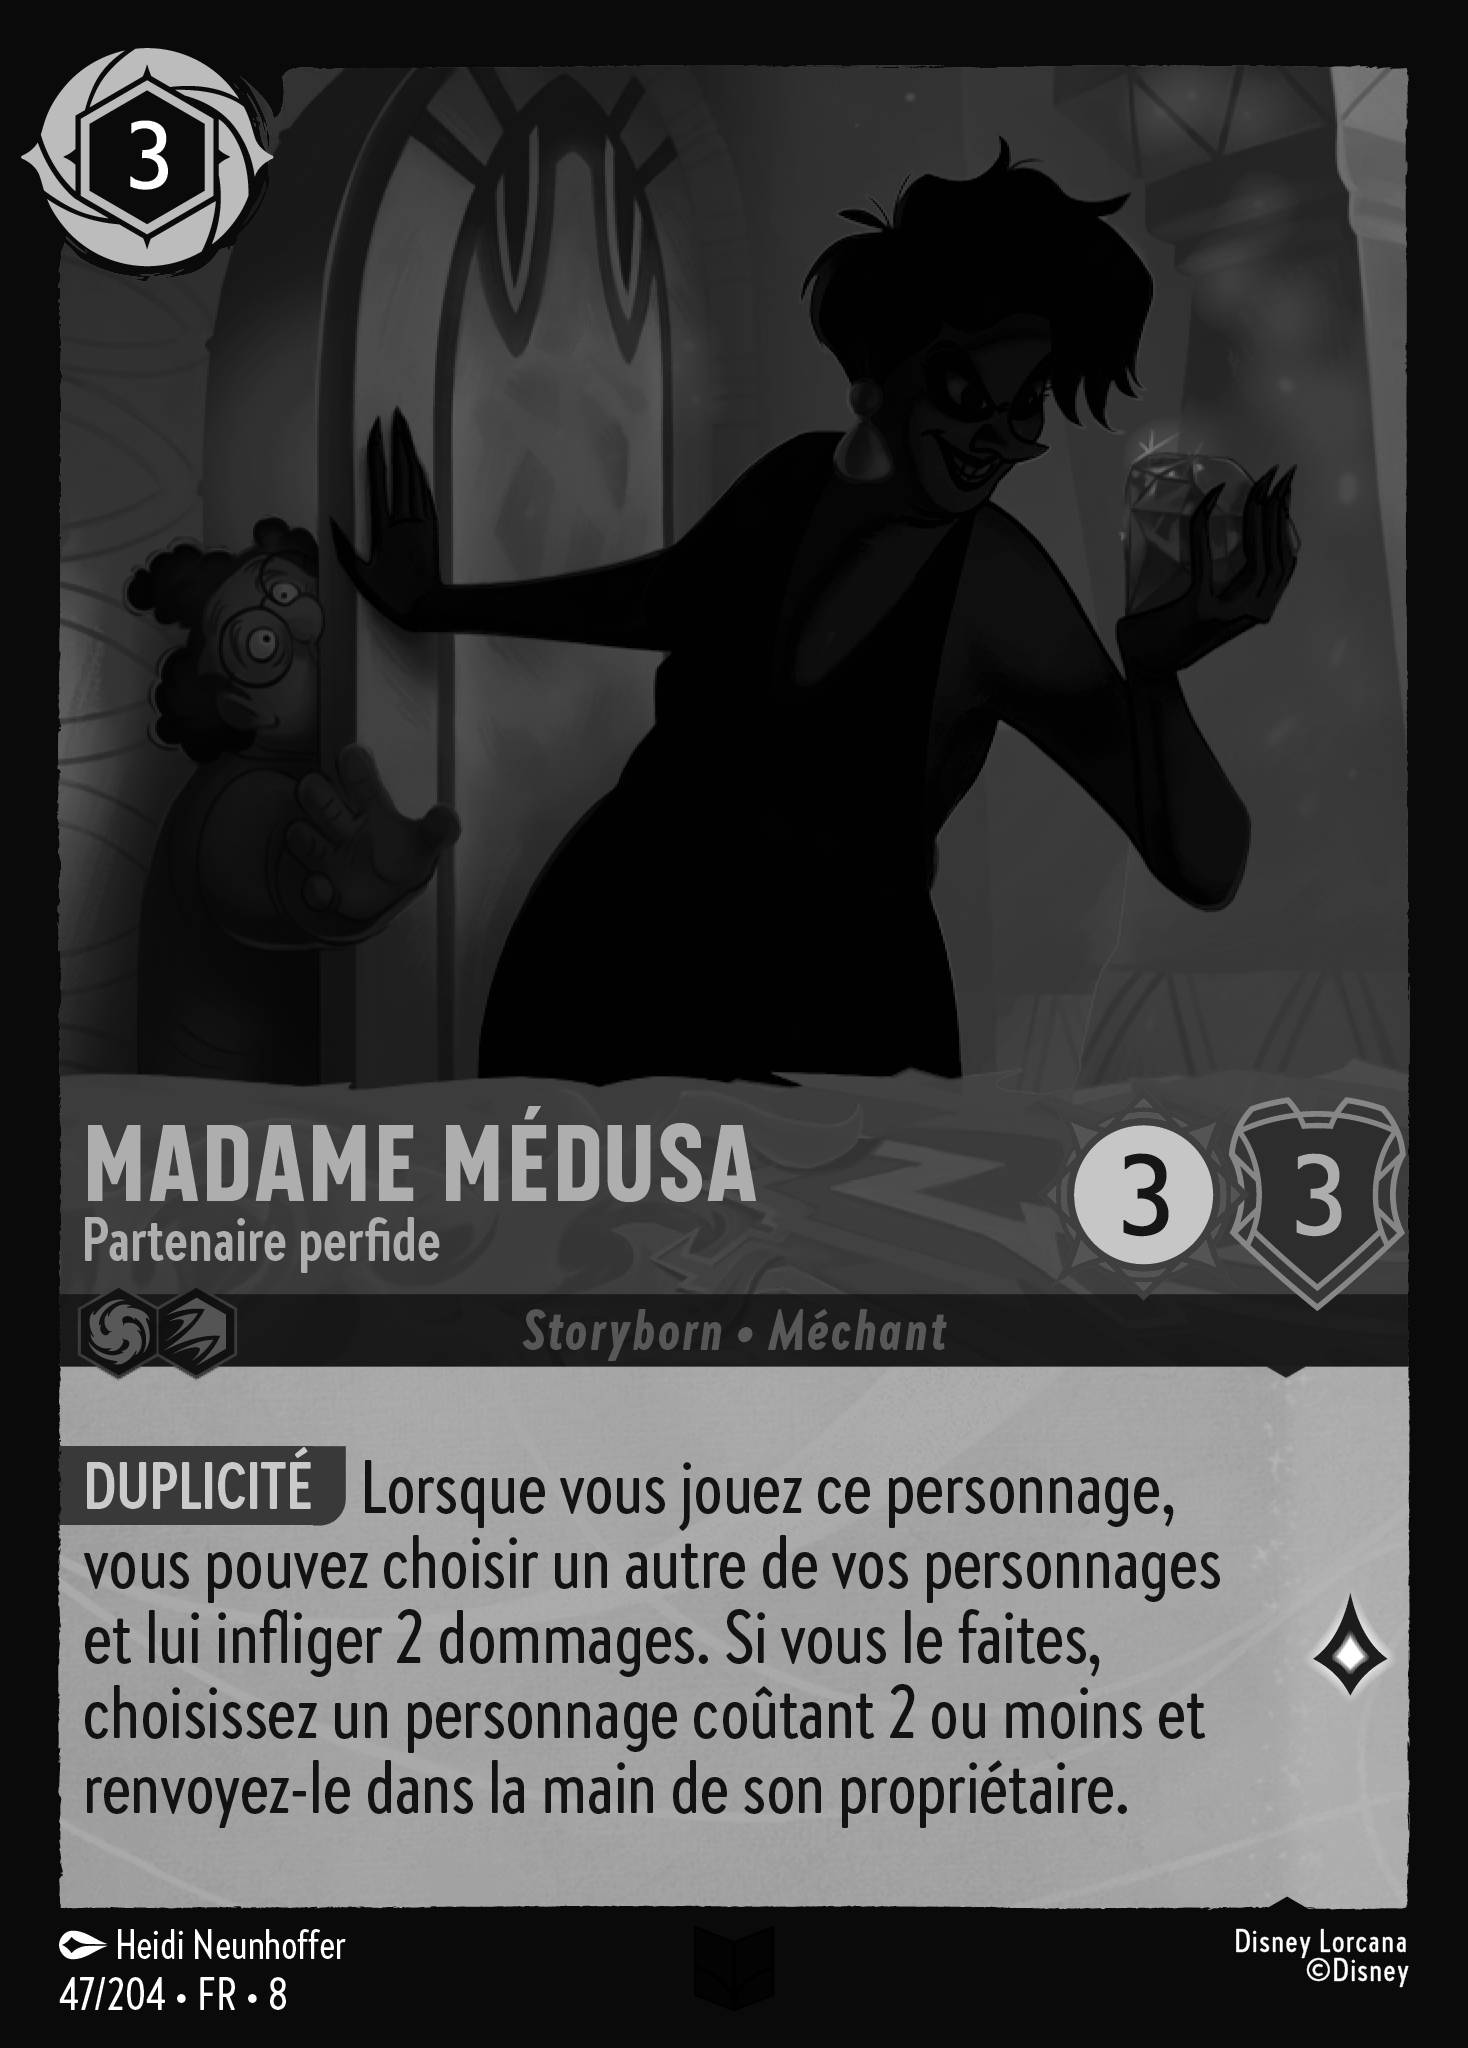 3
MADAME MÉDUSA
Partenaire perfide
3
3
Storyborn • Méchant
DUPLICITÉ Lorsque vous jouez ce personnage,
vous pouvez choisir un autre de vos personnages
et lui infliger 2 dommages. Si vous le faites,
choisissez un personnage coûtant 2 ou moins et
renvoyez-le dans la main de son propriétaire.
Heidi Neunhoffer
47/204 • FR • 8
Disney Lorcana
©Disney